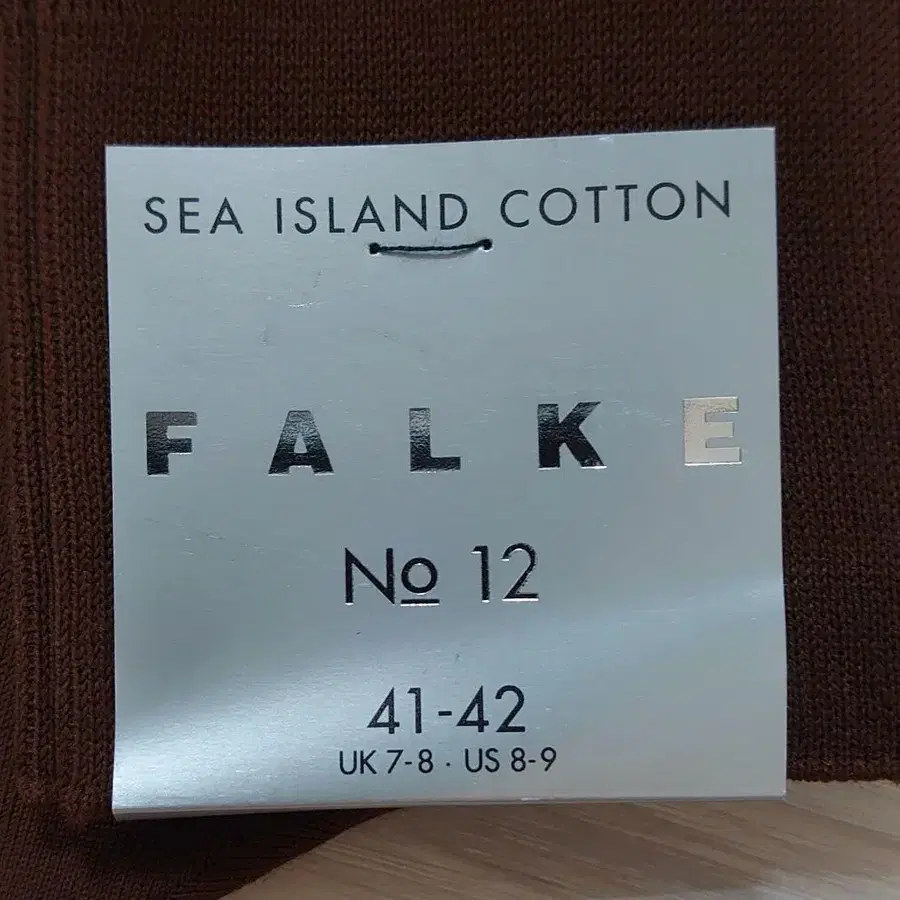 SEA ISLAND COTTON
FALKE
No 12
41-42
UK 7-8 · US 8-9